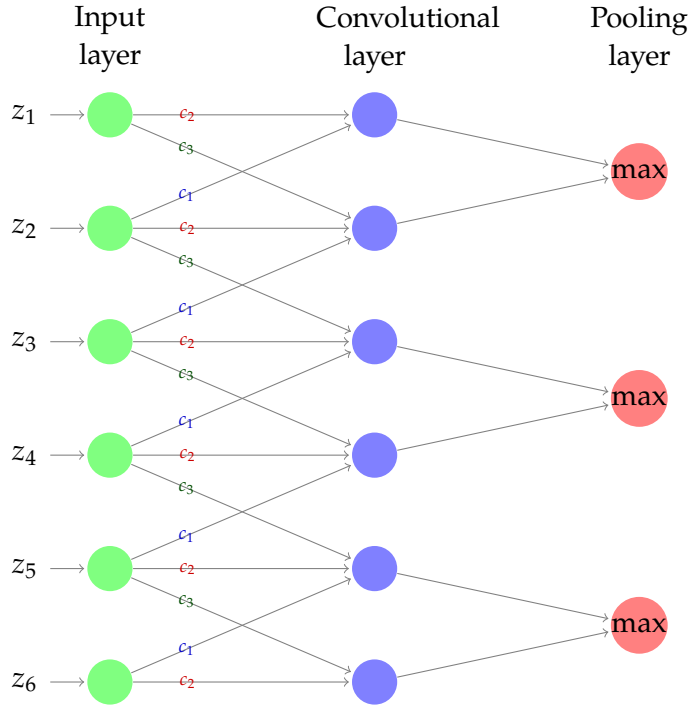 Input layer
Convolutional layer
Pooling layer
z₁
c₂
c₃
max
c₁
z₂
c₂
c₃
c₁
z₃
c₂
c₃
max
c₁
z₄
c₂
c₃
c₁
z₅
c₂
c₃
max
c₁
z₆
c₂